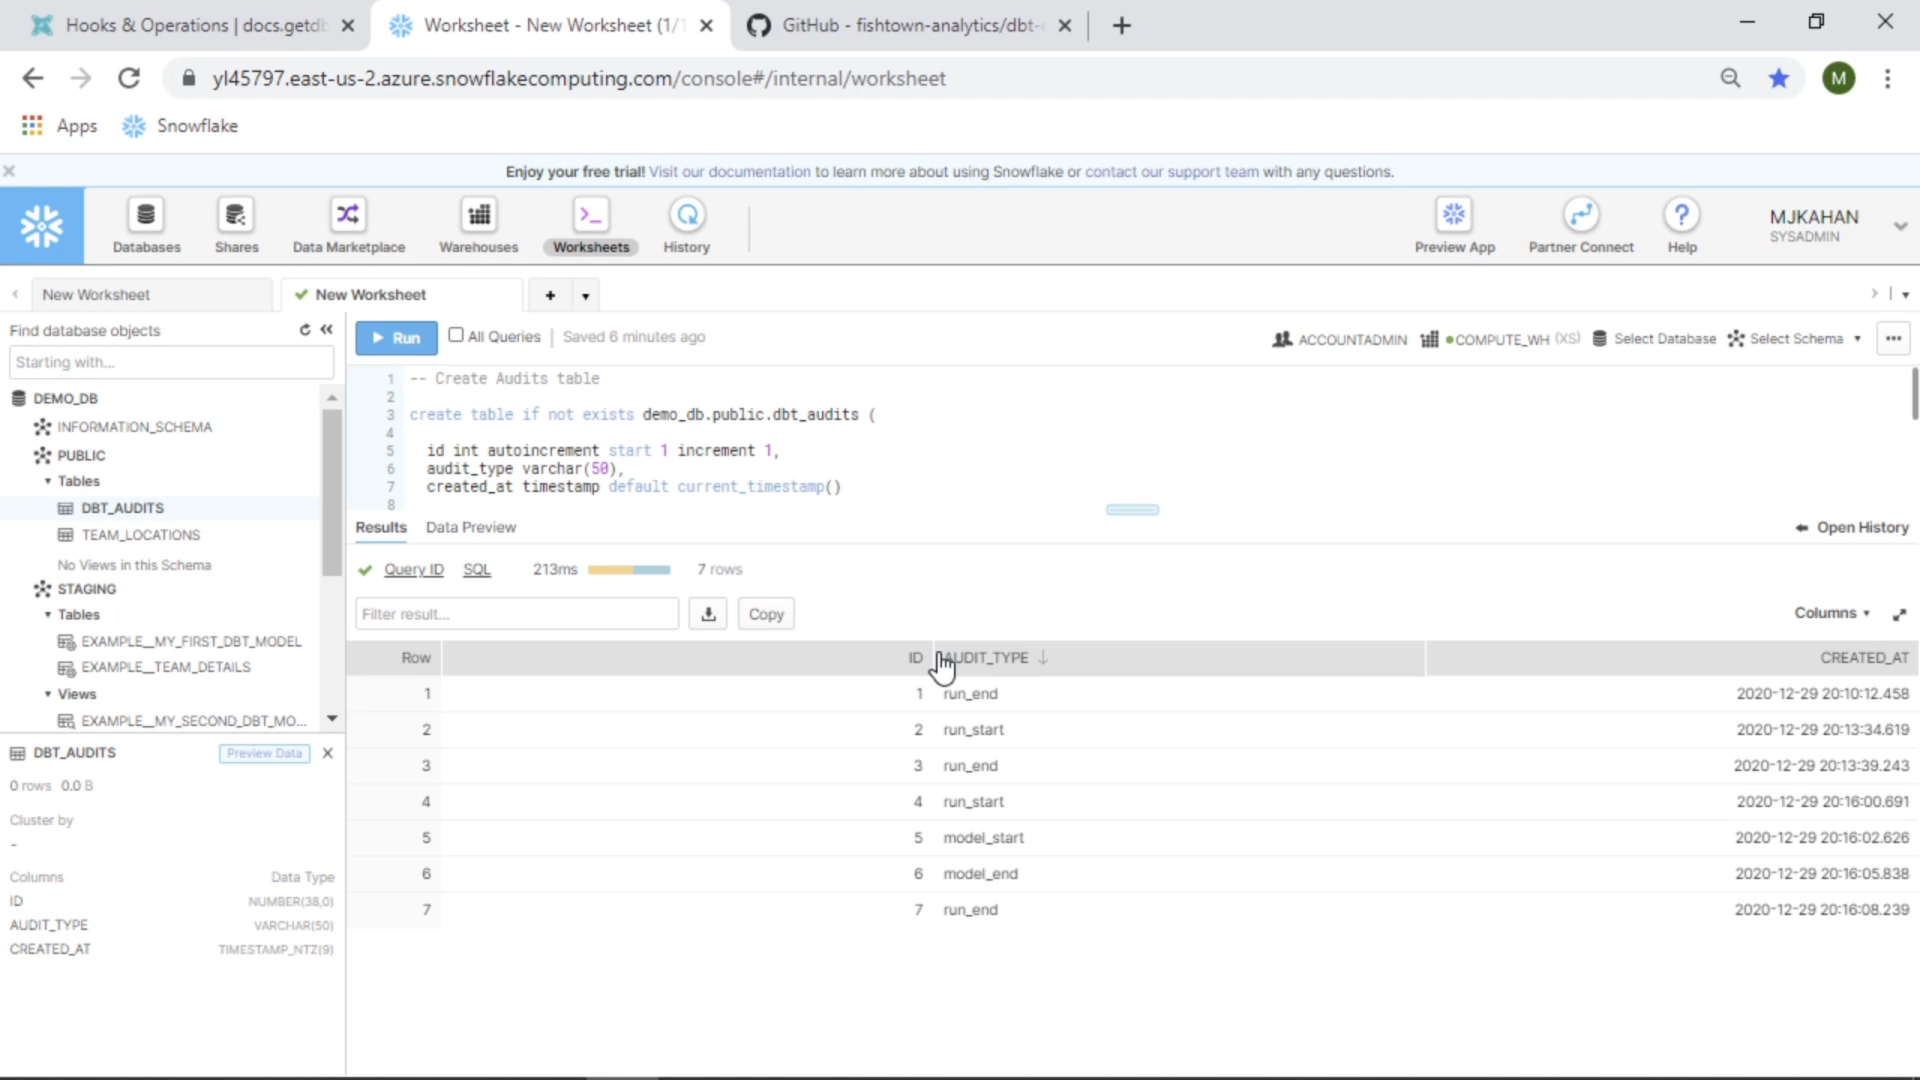 Hooks & Operations | docs.getdb
Worksheet - New Worksheet (1/1
GitHub - fishtown-analytics/dbt-
yl45797.east-us-2.azure.snowflakecomputing.com/console#/internal/worksheet
M
Apps
Snowflake
Enjoy your free trial! Visit our documentation to learn more about using Snowflake or contact our support team with any questions.
Databases
Shares
Data Marketplace
Warehouses
Worksheets
History
Preview App
Partner Connect
Help
MJKAHAN
SYSADMIN
New Worksheet
New Worksheet
Find database objects
Starting with...
Run
All Queries
Saved 6 minutes ago
ACCOUNTADMIN
COMPUTE_WH (XS)
Select Database
Select Schema
DEMO_DB
INFORMATION_SCHEMA
PUBLIC
Tables
DBT_AUDITS
TEAM_LOCATIONS
No Views in this Schema
STAGING
Tables
EXAMPLE__MY_FIRST_DBT_MODEL
EXAMPLE__TEAM_DETAILS
Views
EXAMPLE__MY_SECOND_DBT_MO...
1 -- Create Audits table
2
3 create table if not exists demo_db.public.dbt_audits (
4
5 id int autoincrement start 1 increment 1,
6 audit_type varchar(50),
7 created_at timestamp default current_timestamp()
8
Results
Data Preview
Open History
Query ID
SQL
213ms
7 rows
Filter result...
Copy
Columns
Row ID AUDIT_TYPE CREATED_AT
1 1 run_end 2020-12-29 20:10:12.458
2 2 run_start 2020-12-29 20:13:34.619
3 3 run_end 2020-12-29 20:13:39.243
4 4 run_start 2020-12-29 20:16:00.691
5 5 model_start 2020-12-29 20:16:02.626
6 6 model_end 2020-12-29 20:16:05.838
7 7 run_end 2020-12-29 20:16:08.239
DBT_AUDITS
Preview Data
0 rows 0.0 B
Cluster by
-
Columns Data Type
ID NUMBER(38,0)
AUDIT_TYPE VARCHAR(50)
CREATED_AT TIMESTAMP_NTZ(9)